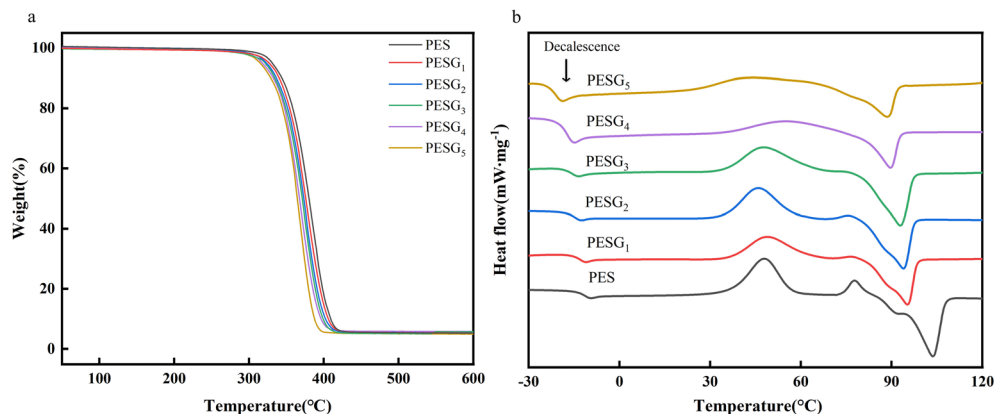 a
Weight(%)
100
80
60
40
20
0
PES
PESG₁
PESG₂
PESG₃
PESG₄
PESG₅
100
200
300
400
500
600
Temperature(°C)
b
Heat flow(mW·mg⁻¹)
Decalescence
PESG₅
PESG₄
PESG₃
PESG₂
PESG₁
PES
-30
0
30
60
90
120
Temperature(°C)